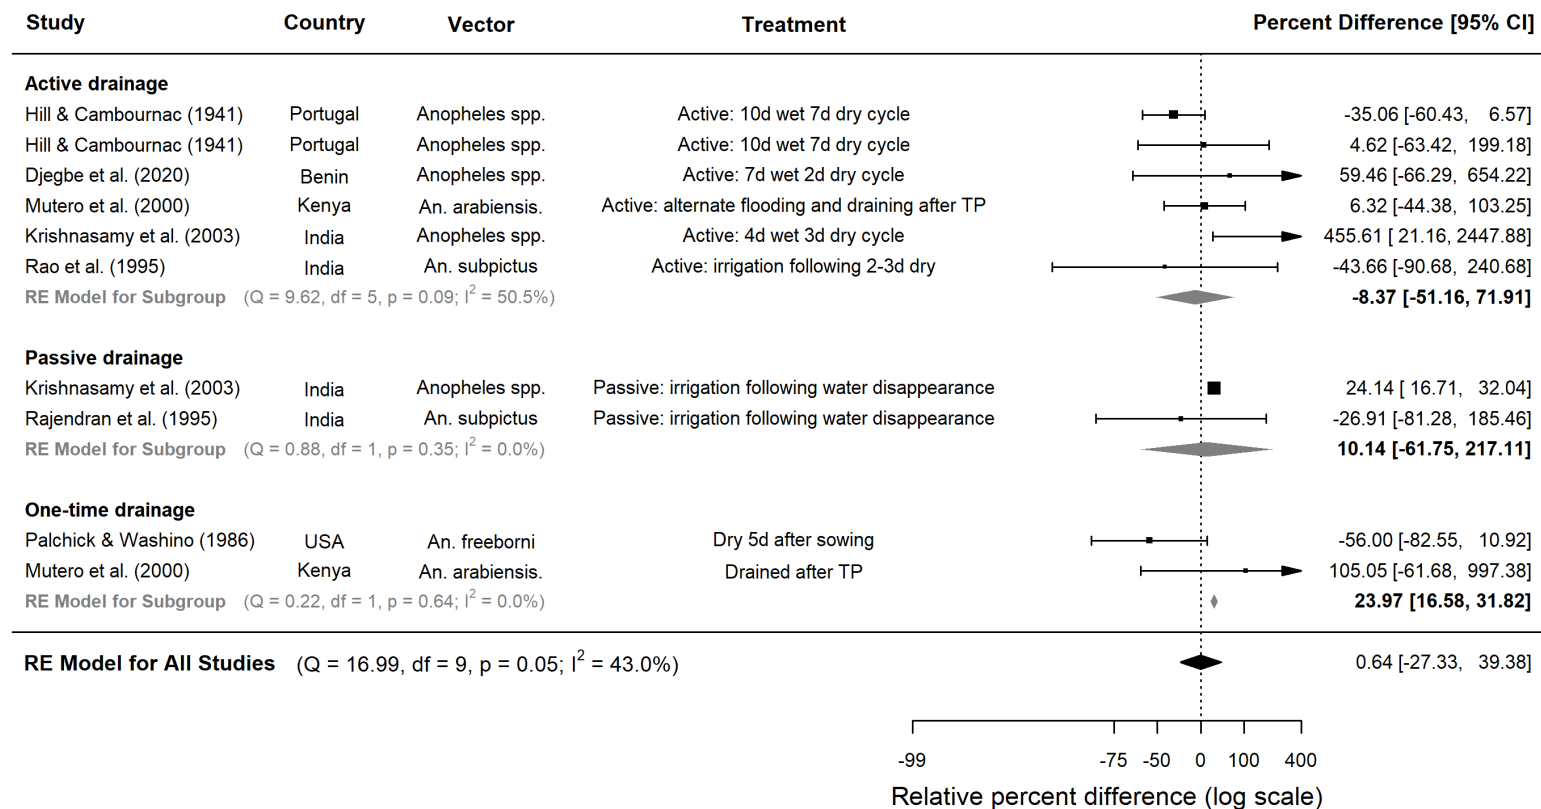 Study Country Vector Treatment Percent Difference [95% CI]
Active drainage
Hill & Cambournac (1941) Portugal Anopheles spp. Active: 10d wet 7d dry cycle -35.06 [-60.43, 6.57]
Hill & Cambournac (1941) Portugal Anopheles spp. Active: 10d wet 7d dry cycle 4.62 [-63.42, 199.18]
Djegbe et al. (2020) Benin Anopheles spp. Active: 7d wet 2d dry cycle 59.46 [-66.29, 654.22]
Mutero et al. (2000) Kenya An. arabiensis. Active: alternate flooding and draining after TP 6.32 [-44.38, 103.25]
Krishnasamy et al. (2003) India Anopheles spp. Active: 4d wet 3d dry cycle 455.61 [ 21.16, 2447.88]
Rao et al. (1995) India An. subpictus Active: irrigation following 2-3d dry -43.66 [-90.68, 240.68]
RE Model for Subgroup (Q = 9.62, df = 5, p = 0.09; I² = 50.5%) -8.37 [-51.16, 71.91]
Passive drainage
Krishnasamy et al. (2003) India Anopheles spp. Passive: irrigation following water disappearance 24.14 [ 16.71, 32.04]
Rajendran et al. (1995) India An. subpictus Passive: irrigation following water disappearance -26.91 [-81.28, 185.46]
RE Model for Subgroup (Q = 0.88, df = 1, p = 0.35; I² = 0.0%) 10.14 [-61.75, 217.11]
One-time drainage
Palchick & Washino (1986) USA An. freeborni Dry 5d after sowing -56.00 [-82.55, 10.92]
Mutero et al. (2000) Kenya An. arabiensis. Drained after TP 105.05 [-61.68, 997.38]
RE Model for Subgroup (Q = 0.22, df = 1, p = 0.64; I² = 0.0%) 23.97 [16.58, 31.82]
RE Model for All Studies (Q = 16.99, df = 9, p = 0.05; I² = 43.0%) 0.64 [-27.33, 39.38]
-99 -75 -50 0 100 400
Relative percent difference (log scale)